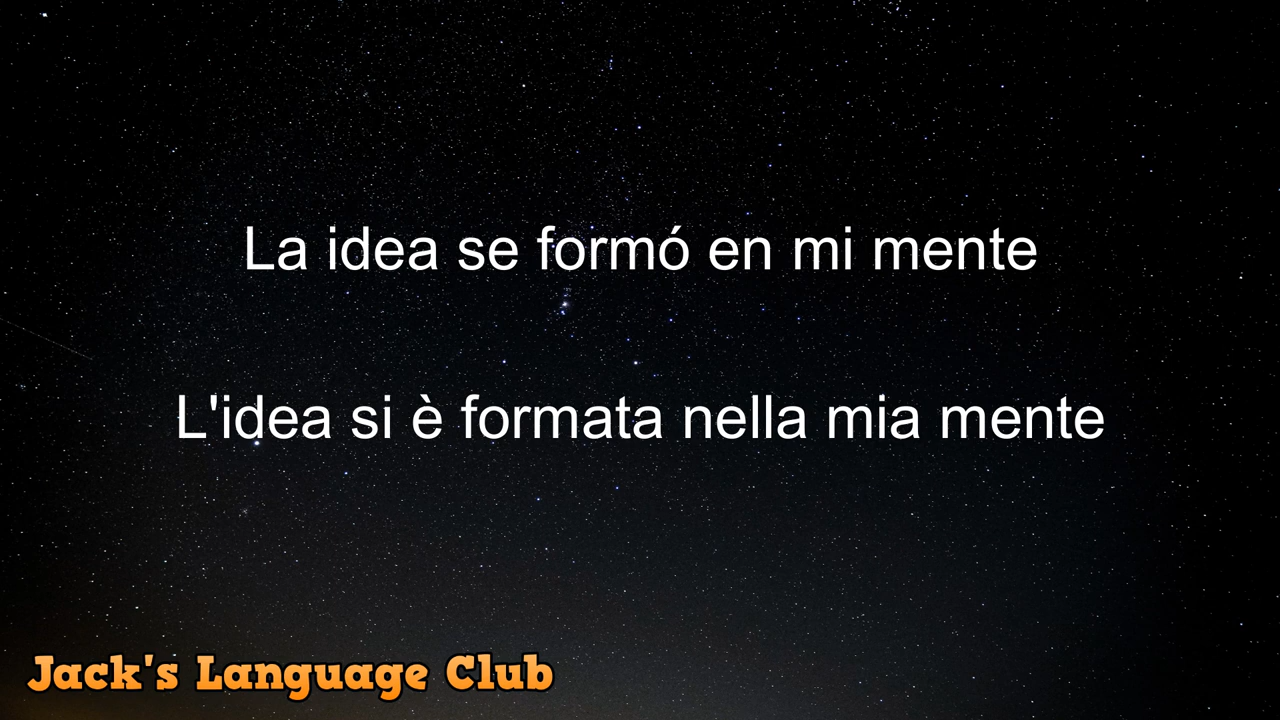 La idea se formó en mi mente
L'idea si è formata nella mia mente
Jack's Language Club